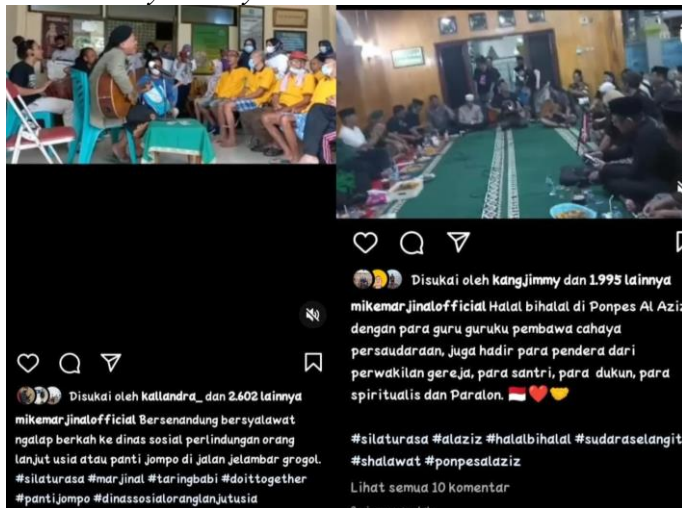 Disukai oleh kallandra_ dan 2.602 lainnya
mikemarjinalofficial Bersenandung bersyalawat
ngalap berkah ke dinas sosial perlindungan orang
lanjut usia atau panti jompo di jalan jelambar grogol.
#silaturasa #marjinal #taringbabi #doittogether
#pantijompo #dinassosialoranglanjutusia
Disukai oleh kangjimmy dan 1.995 lainnya
mikemarjinalofficial Halal bihalal di Ponpes Al Aziz
dengan para guru guruku pembawa cahaya
persaudaraan, juga hadir para pendera dari
perwakilan gereja, para santri, para dukun, para
spiritualis dan Paralon. 🇮🇩❤️🤝
#silaturasa #alaziz #halalbihalal #sudaraselangit
#shalawat #ponpesalaziz
Lihat semua 10 komentar